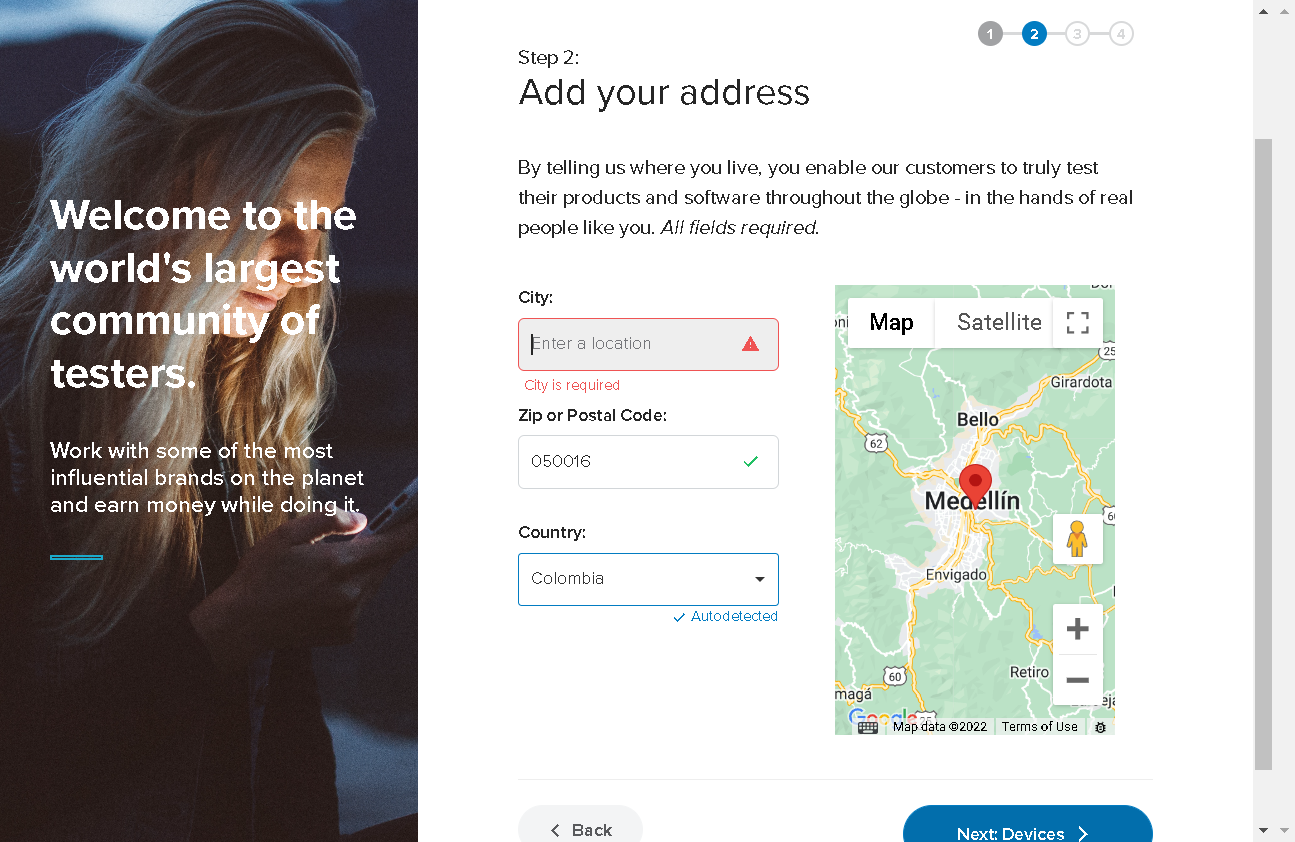 Welcome to the
world's largest
community of
testers.
Work with some of the most
influential brands on the planet
and earn money while doing it.
1 2 3 4
Step 2:
Add your address
By telling us where you live, you enable our customers to truly test
their products and software throughout the globe - in the hands of real
people like you. All fields required.
City:
Enter a location
City is required
Zip or Postal Code:
050016
Country:
Colombia
Autodetected
Map
Satellite
25
Girardota
Bello
62
Medellín
Envigado
Retiro
60
magá
Google
Map data ©2022
Terms of Use
Back
Next: Devices